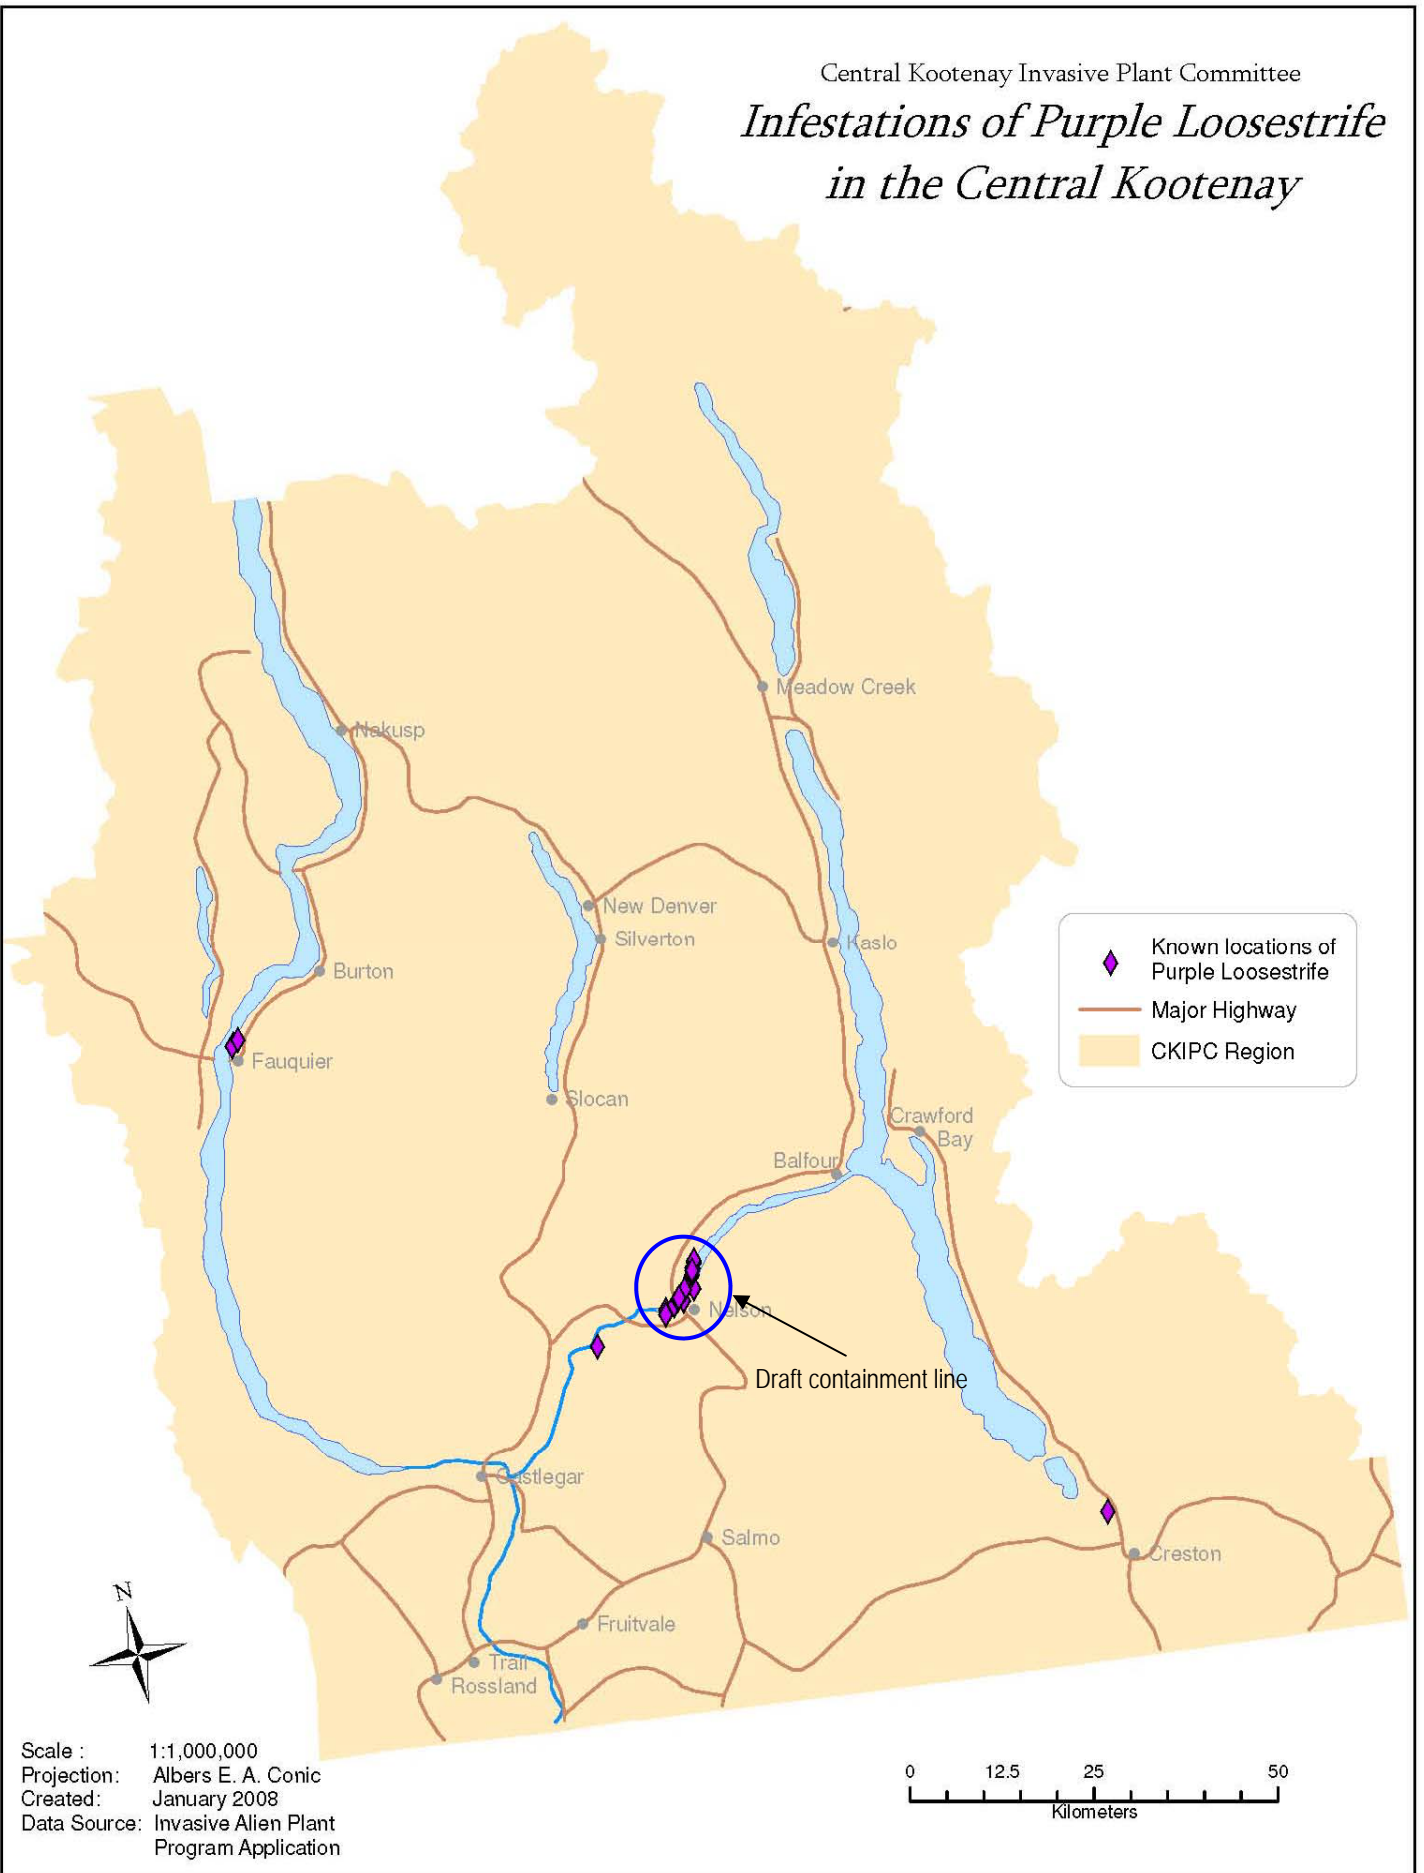 Central Kootenay Invasive Plant Committee
Infestations of Purple Loosestrife
in the Central Kootenay
Meadow Creek
Nakusp
New Denver
Silverton
Kaslo
Burton
Fauquier
Slocan
Known locations of
Purple Loosestrife
Major Highway
CKIPC Region
Crawford
Bay
Balfour
Nelson
Draft containment line
Castlegar
Salmo
Creston
Fruitvale
Trail
Rossland
N
Scale : 1:1,000,000
Projection: Albers E. A. Conic
Created: January 2008
Data Source: Invasive Alien Plant
Program Application
0 12.5 25 50
Kilometers